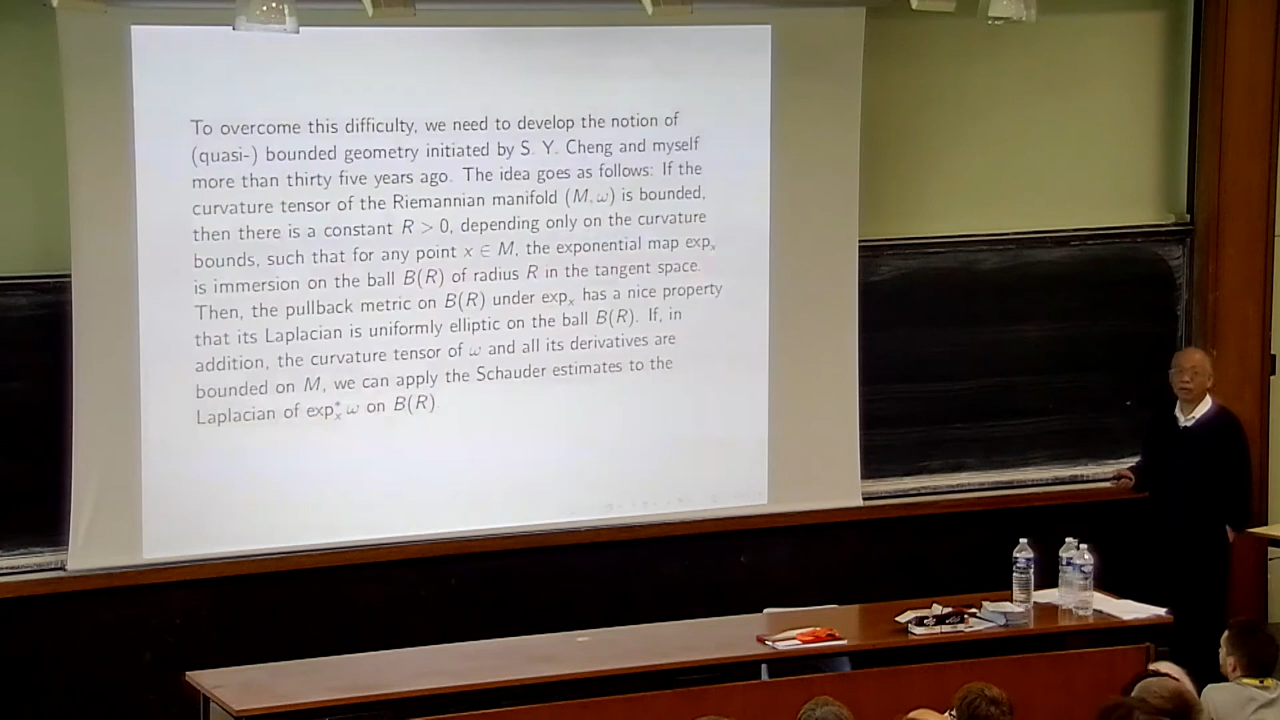 To overcome this difficulty, we need to develop the notion of
(quasi-) bounded geometry initiated by S. Y. Cheng and myself
more than thirty five years ago. The idea goes as follows: If the
curvature tensor of the Riemannian manifold (M, ω) is bounded,
then there is a constant R > 0, depending only on the curvature
bounds, such that for any point x ∈ M, the exponential map expₓ
is immersion on the ball B(R) of radius R in the tangent space.
Then, the pullback metric on B(R) under expₓ has a nice property
that its Laplacian is uniformly elliptic on the ball B(R). If, in
addition, the curvature tensor of ω and all its derivatives are
bounded on M, we can apply the Schauder estimates to the
Laplacian of exp*ₓ ω on B(R).